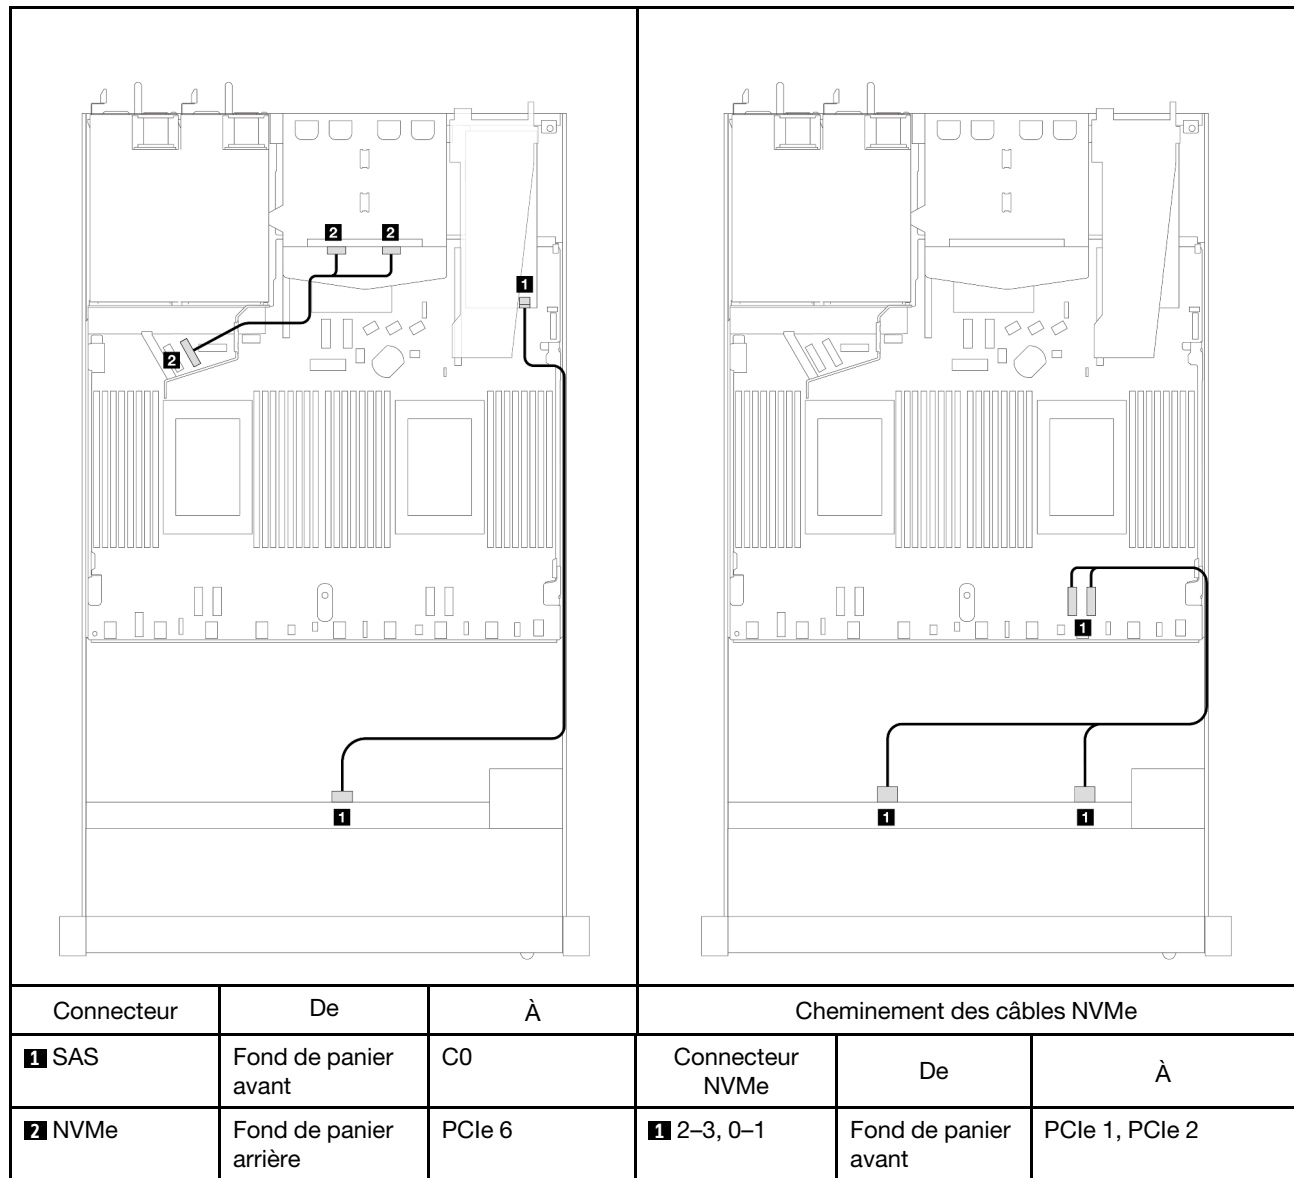 2 2
1
2
1
1
1 1
Connecteur De À Cheminement des câbles NVMe
1 SAS Fond de panier avant C0 Connecteur NVMe De À
2 NVMe Fond de panier arrière PCIe 6 1 2–3, 0–1 Fond de panier avant PCIe 1, PCIe 2